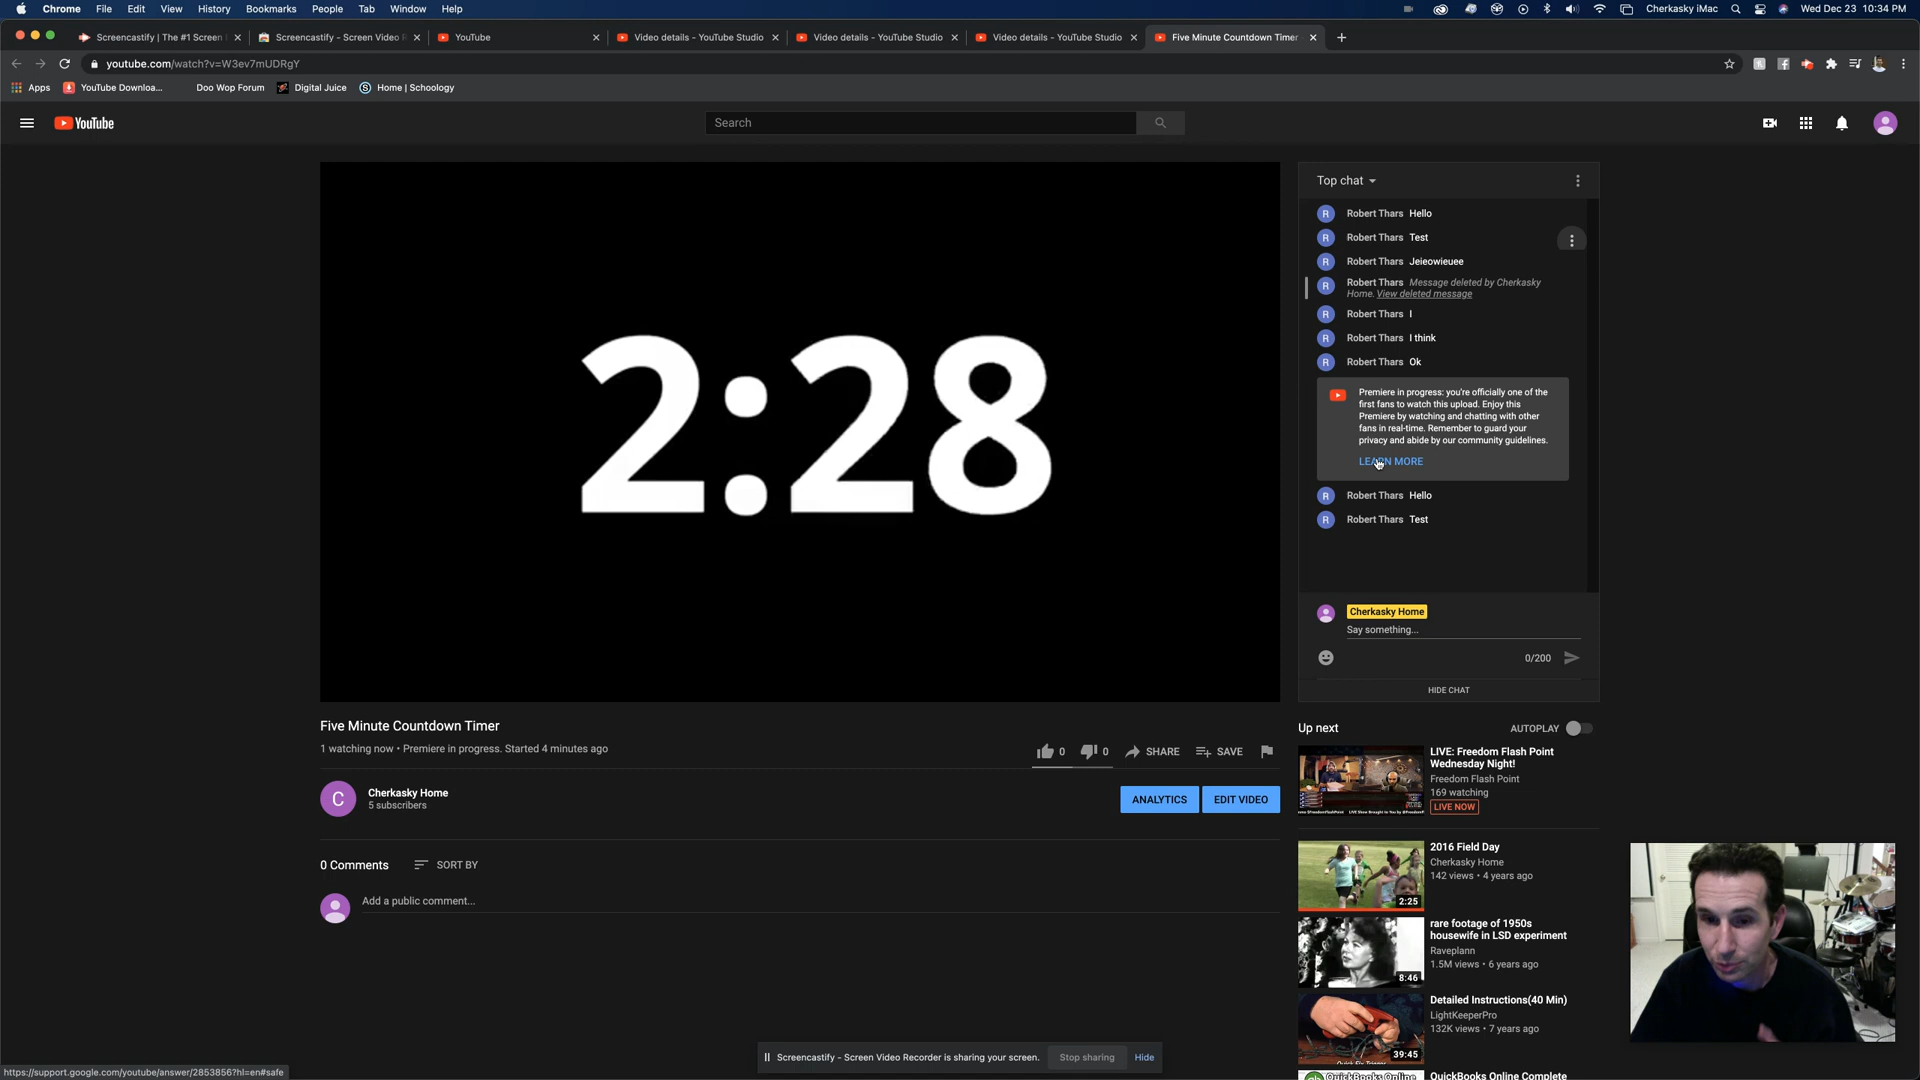 Chrome File Edit View History Bookmarks People Tab Window Help Cherkasky iMac Wed Dec 23 10:34 PM
Screencastify | The #1 Screen
Screencastify - Screen Video R
YouTube
Video details - YouTube Studio
Video details - YouTube Studio
Video details - YouTube Studio
Five Minute Countdown Timer
youtube.com/watch?v=W3ev7mUDRgY
Apps YouTube Downloa... Doo Wop Forum Digital Juice Home | Schoology
YouTube
Search
2:28
Top chat
R Robert Thars Hello
R Robert Thars Test
R Robert Thars Jeieowieuee
R Robert Thars Message deleted by Cherkasky
Home. View deleted message
R Robert Thars I
R Robert Thars I think
R Robert Thars Ok
Premiere in progress: you're officially one of the
first fans to watch this upload. Enjoy this
Premiere by watching and chatting with other
fans in real-time. Remember to guard your
privacy and abide by our community guidelines.
LEARN MORE
R Robert Thars Hello
R Robert Thars Test
Cherkasky Home
Say something...
0/200
HIDE CHAT
Five Minute Countdown Timer
1 watching now • Premiere in progress. Started 4 minutes ago
0 0 SHARE SAVE
C
Cherkasky Home
5 subscribers
ANALYTICS EDIT VIDEO
0 Comments SORT BY
Add a public comment...
Up next AUTOPLAY
LIVE: Freedom Flash Point
Wednesday Night!
Freedom Flash Point
169 watching
LIVE NOW
2016 Field Day
Cherkasky Home
142 views • 4 years ago
2:25
rare footage of 1950s
housewife in LSD experiment
Raveplann
1.5M views • 6 years ago
8:46
Detailed Instructions(40 Min)
LightKeeperPro
132K views • 7 years ago
39:45
QuickBooks Online
QuickBooks Online Complete
Screencastify - Screen Video Recorder is sharing your screen. Stop sharing Hide
https://support.google.com/youtube/answer/2853856?hl=en#safe